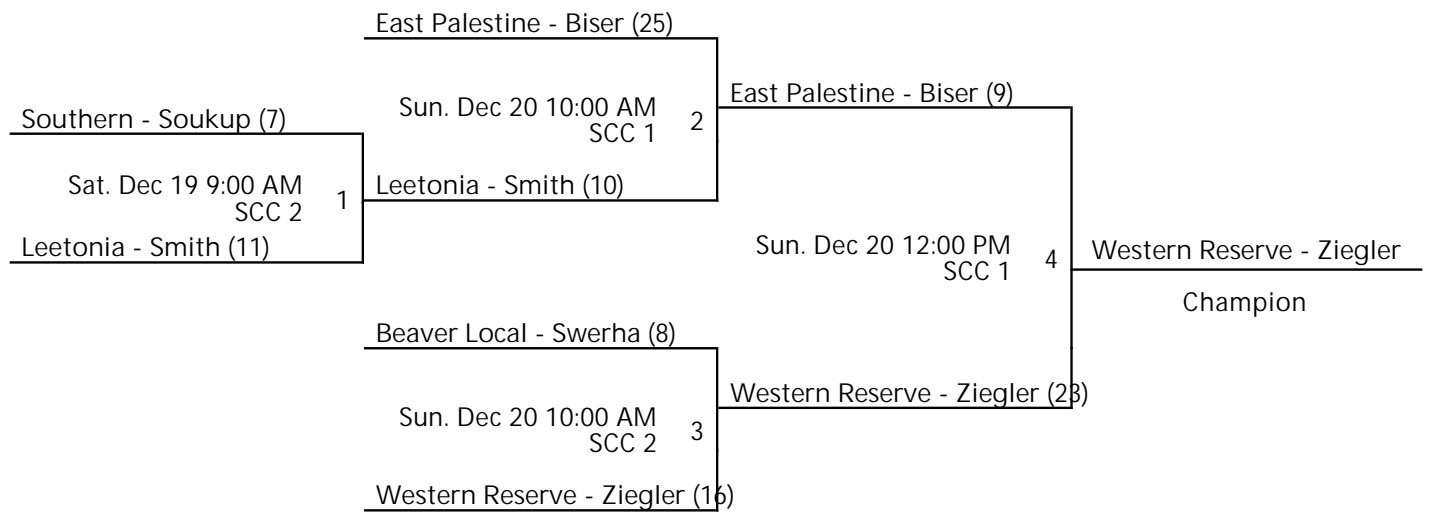 East Palestine - Biser (25)
Southern - Soukup (7)
Sun. Dec 20 10:00 AM
SCC 1
2
East Palestine - Biser (9)
Sat. Dec 19 9:00 AM
SCC 2
1
Leetonia - Smith (10)
Leetonia - Smith (11)
Sun. Dec 20 12:00 PM
SCC 1
4
Western Reserve - Ziegler
Champion
Beaver Local - Swerha (8)
Western Reserve - Ziegler (23)
Sun. Dec 20 10:00 AM
SCC 2
3
Western Reserve - Ziegler (16)